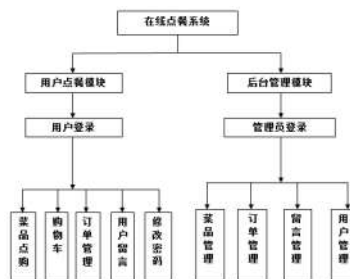 在线点餐系统
用户点餐模块
后台管理模块
用户登录
管理员登录
菜品点购
购物车
订单管理
用户留言
修改密码
菜品管理
订单管理
留言管理
用户管理